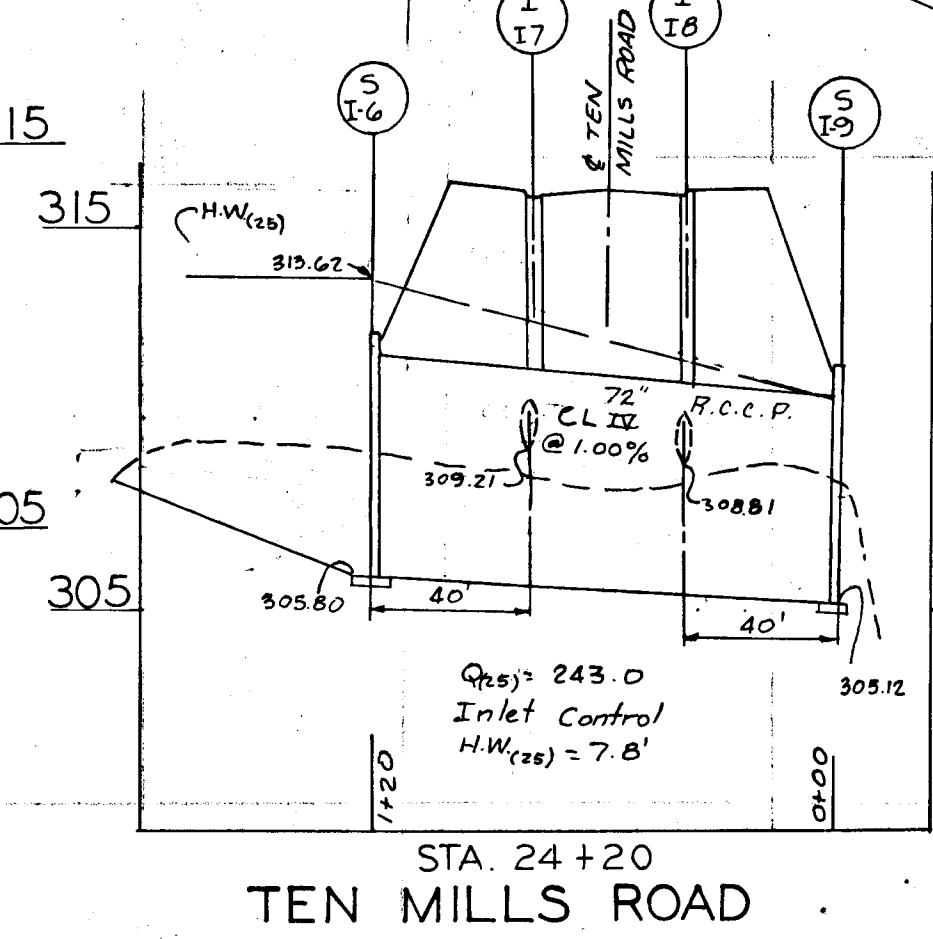 I
I7
I
I8
S
I-6
S
I-9
℄ TEN
MILLS ROAD
15
315
H.W.(25)
313.62
72"
CL IV
@ 1.00%
R.C.C.P.
309.21
308.81
05
305
305.80
40'
40'
305.12
Q(25)= 243.0
Inlet Control
H.W.(25) = 7.8'
1+20
0+00
STA. 24+20
TEN MILLS ROAD